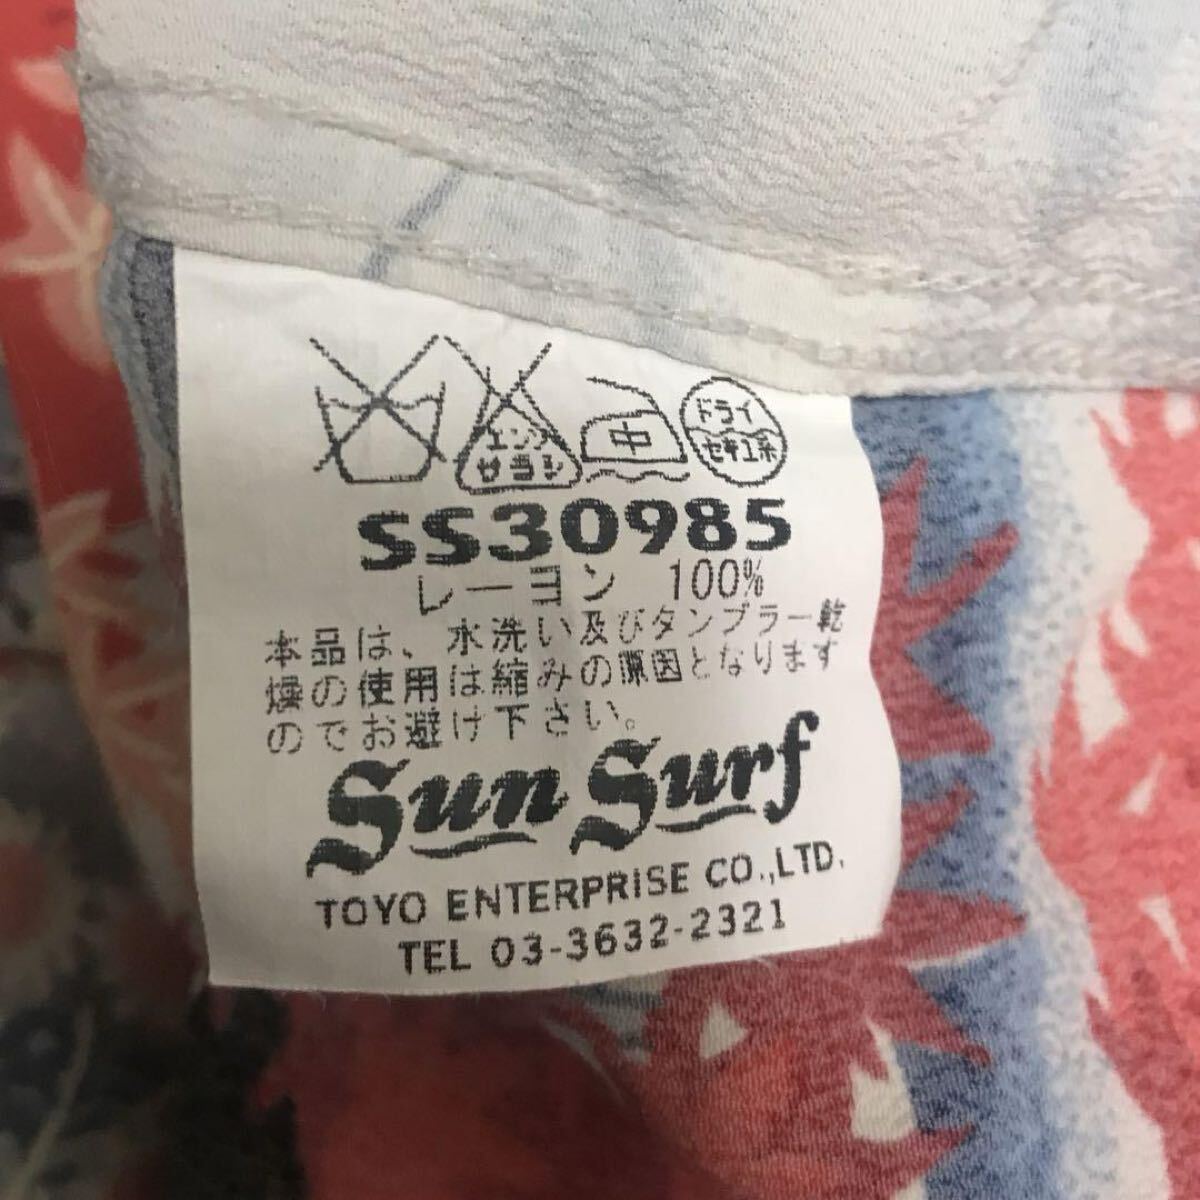 エンソ
サラシ
中
ドライ
セキユ系
SS30985
レーヨン 100%
本品は、水洗い及びタンブラー乾
燥の使用は縮みの原因となります
のでお避け下さい。
Sun Surf
TOYO ENTERPRISE CO.,LTD.
TEL 03-3632-2321